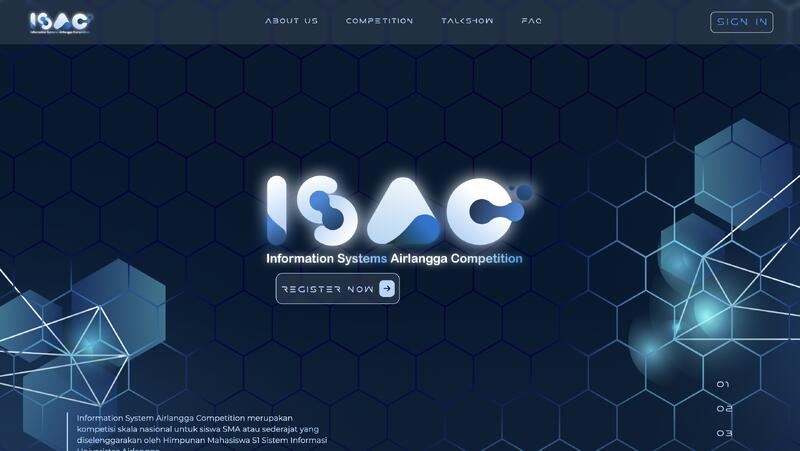 ISAC
Information Systems Airlangga Competition
ABOUT US
COMPETITION
TALKSHOW
FAQ
SIGN IN
ISAC
Information Systems Airlangga Competition
REGISTER NOW
01
02
03
Information System Airlangga Competition merupakan
kompetisi skala nasional untuk siswa SMA atau sederajat yang
diselenggarakan oleh Himpunan Mahasiswa S1 Sistem Informasi